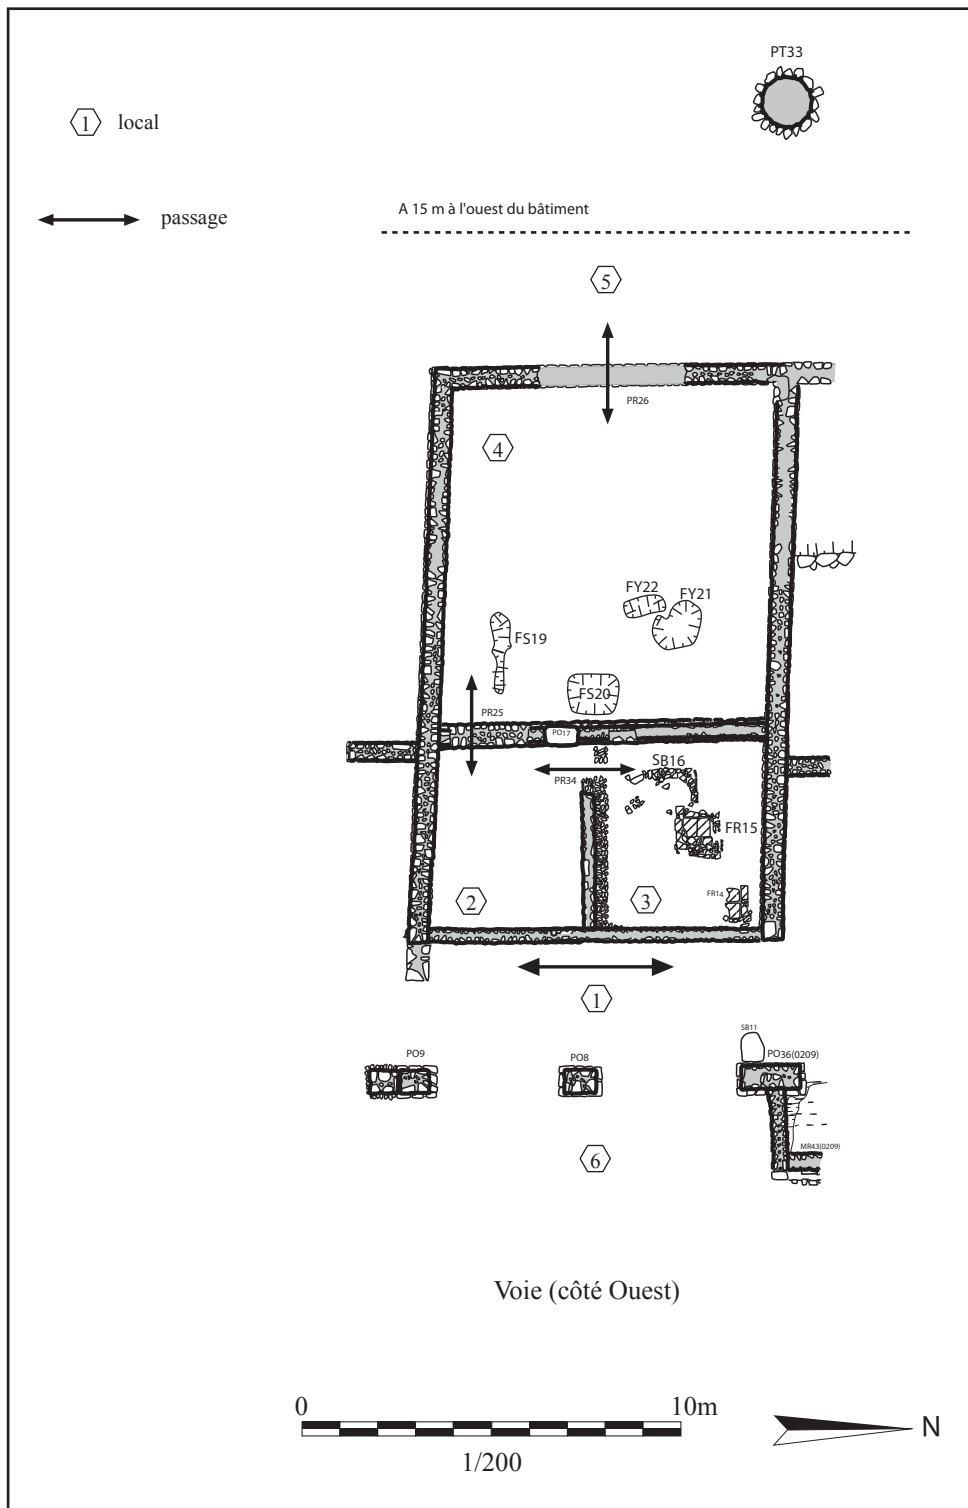 PT33
1 local
passage
A 15 m à l'ouest du bâtiment
5
PR26
4
FY22
FY21
FS19
FS20
PR25
PO17
SB16
PR34
FR15
FR14
2
3
1
SB11
PO9
PO8
PO36(0209)
MR43(0209)
6
Voie (côté Ouest)
0 10m
N
1/200